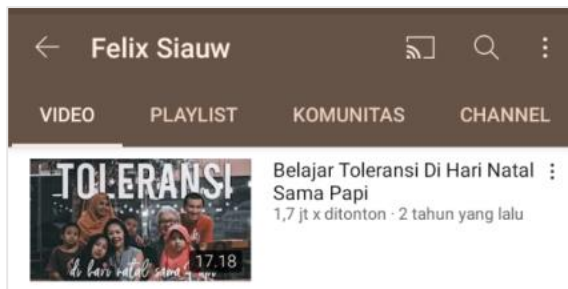 Felix Siauw
VIDEO PLAYLIST KOMUNITAS CHANNEL
TOLERANSI
di hari natal sama papi
17.18
Belajar Toleransi Di Hari Natal
Sama Papi
1,7 jt x ditonton · 2 tahun yang lalu